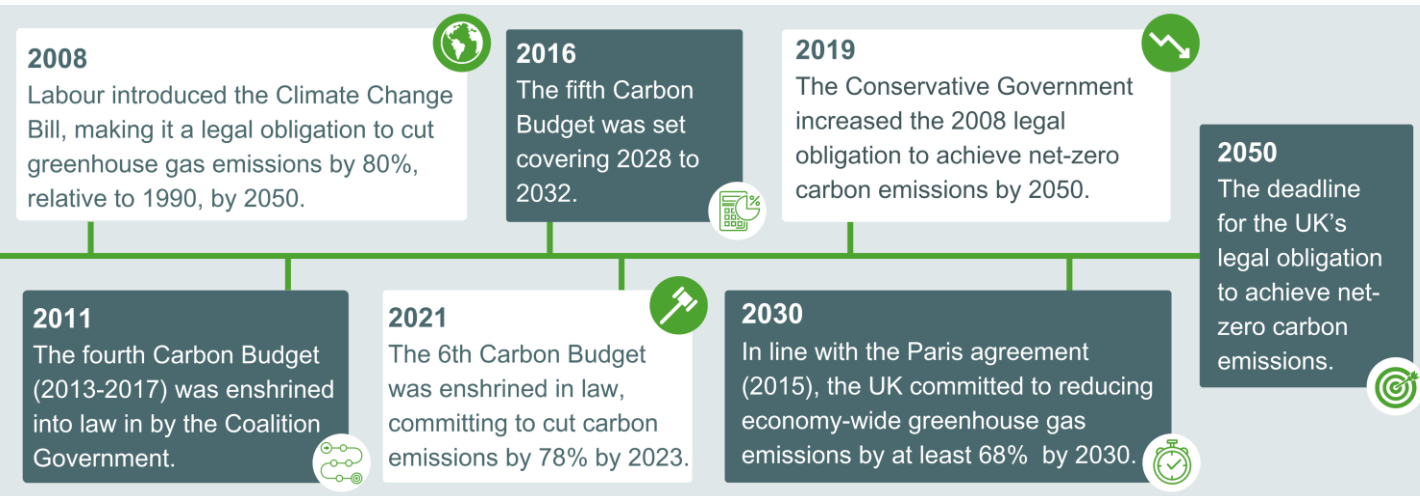 2008
Labour introduced the Climate Change
Bill, making it a legal obligation to cut
greenhouse gas emissions by 80%,
relative to 1990, by 2050.
2011
The fourth Carbon Budget
(2013-2017) was enshrined
into law in by the Coalition
Government.
2016
The fifth Carbon
Budget was set
covering 2028 to
2032.
%
2021
The 6th Carbon Budget
was enshrined in law,
committing to cut carbon
emissions by 78% by 2023.
2019
The Conservative Government
increased the 2008 legal
obligation to achieve net-zero
carbon emissions by 2050.
2030
In line with the Paris agreement
(2015), the UK committed to reducing
economy-wide greenhouse gas
emissions by at least 68%  by 2030.
2050
The deadline
for the UK’s
legal obligation
to achieve net-
zero carbon
emissions.